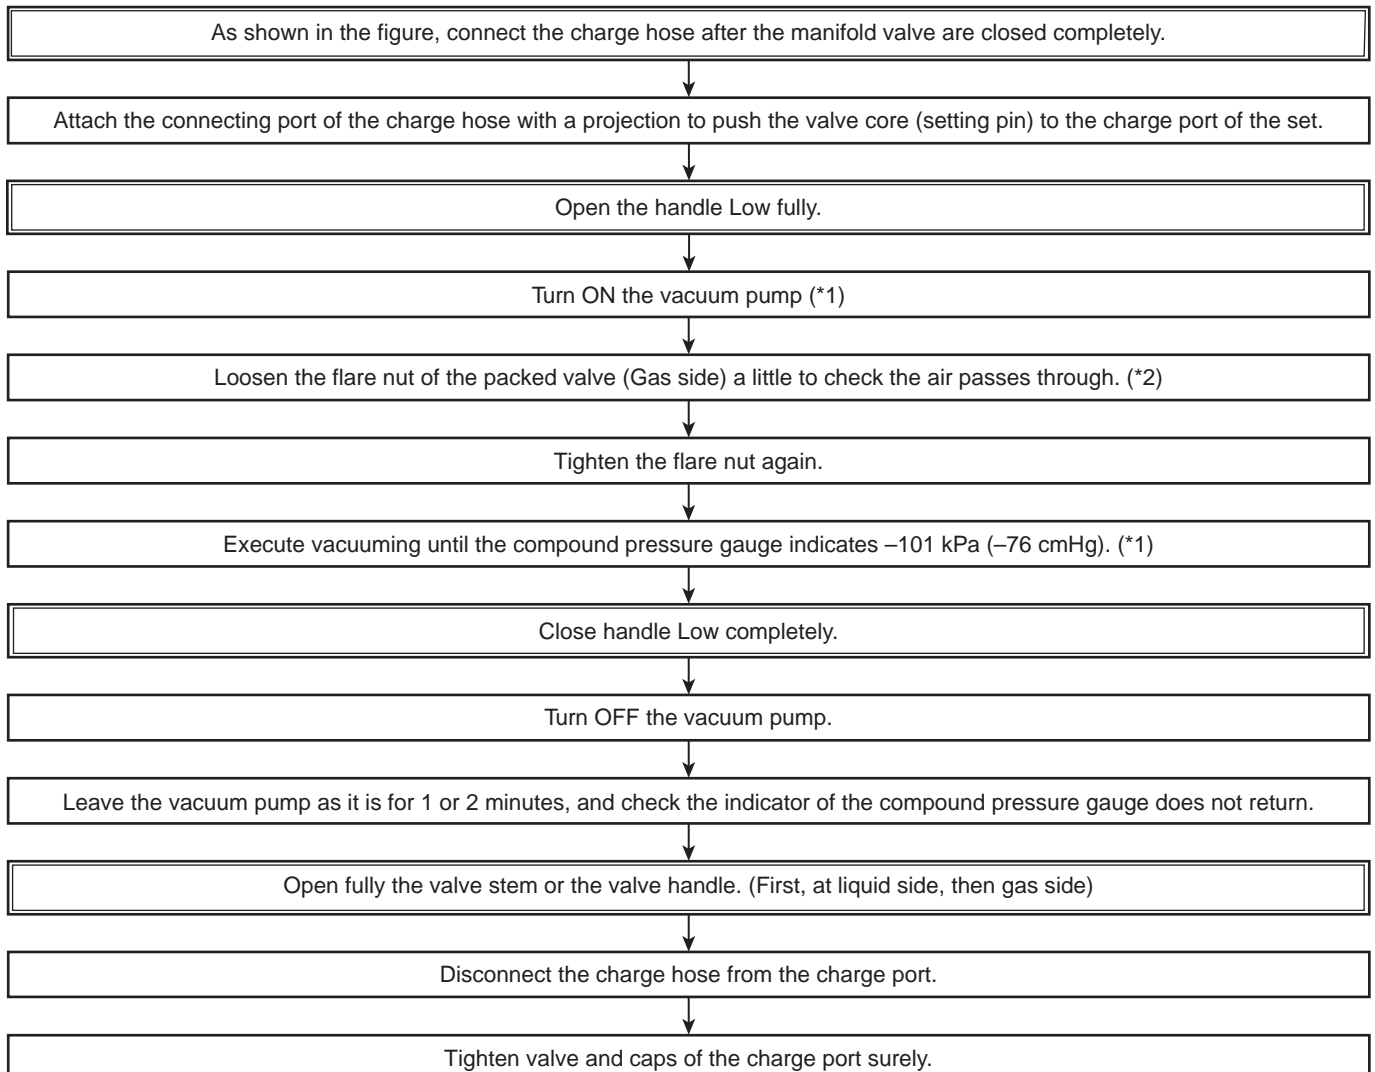 As shown in the figure, connect the charge hose after the manifold valve are closed completely.
Attach the connecting port of the charge hose with a projection to push the valve core (setting pin) to the charge port of the set.
Open the handle Low fully.
Turn ON the vacuum pump (*1)
Loosen the flare nut of the packed valve (Gas side) a little to check the air passes through. (*2)
Tighten the flare nut again.
Execute vacuuming until the compound pressure gauge indicates –101 kPa (–76 cmHg). (*1)
Close handle Low completely.
Turn OFF the vacuum pump.
Leave the vacuum pump as it is for 1 or 2 minutes, and check the indicator of the compound pressure gauge does not return.
Open fully the valve stem or the valve handle. (First, at liquid side, then gas side)
Disconnect the charge hose from the charge port.
Tighten valve and caps of the charge port surely.